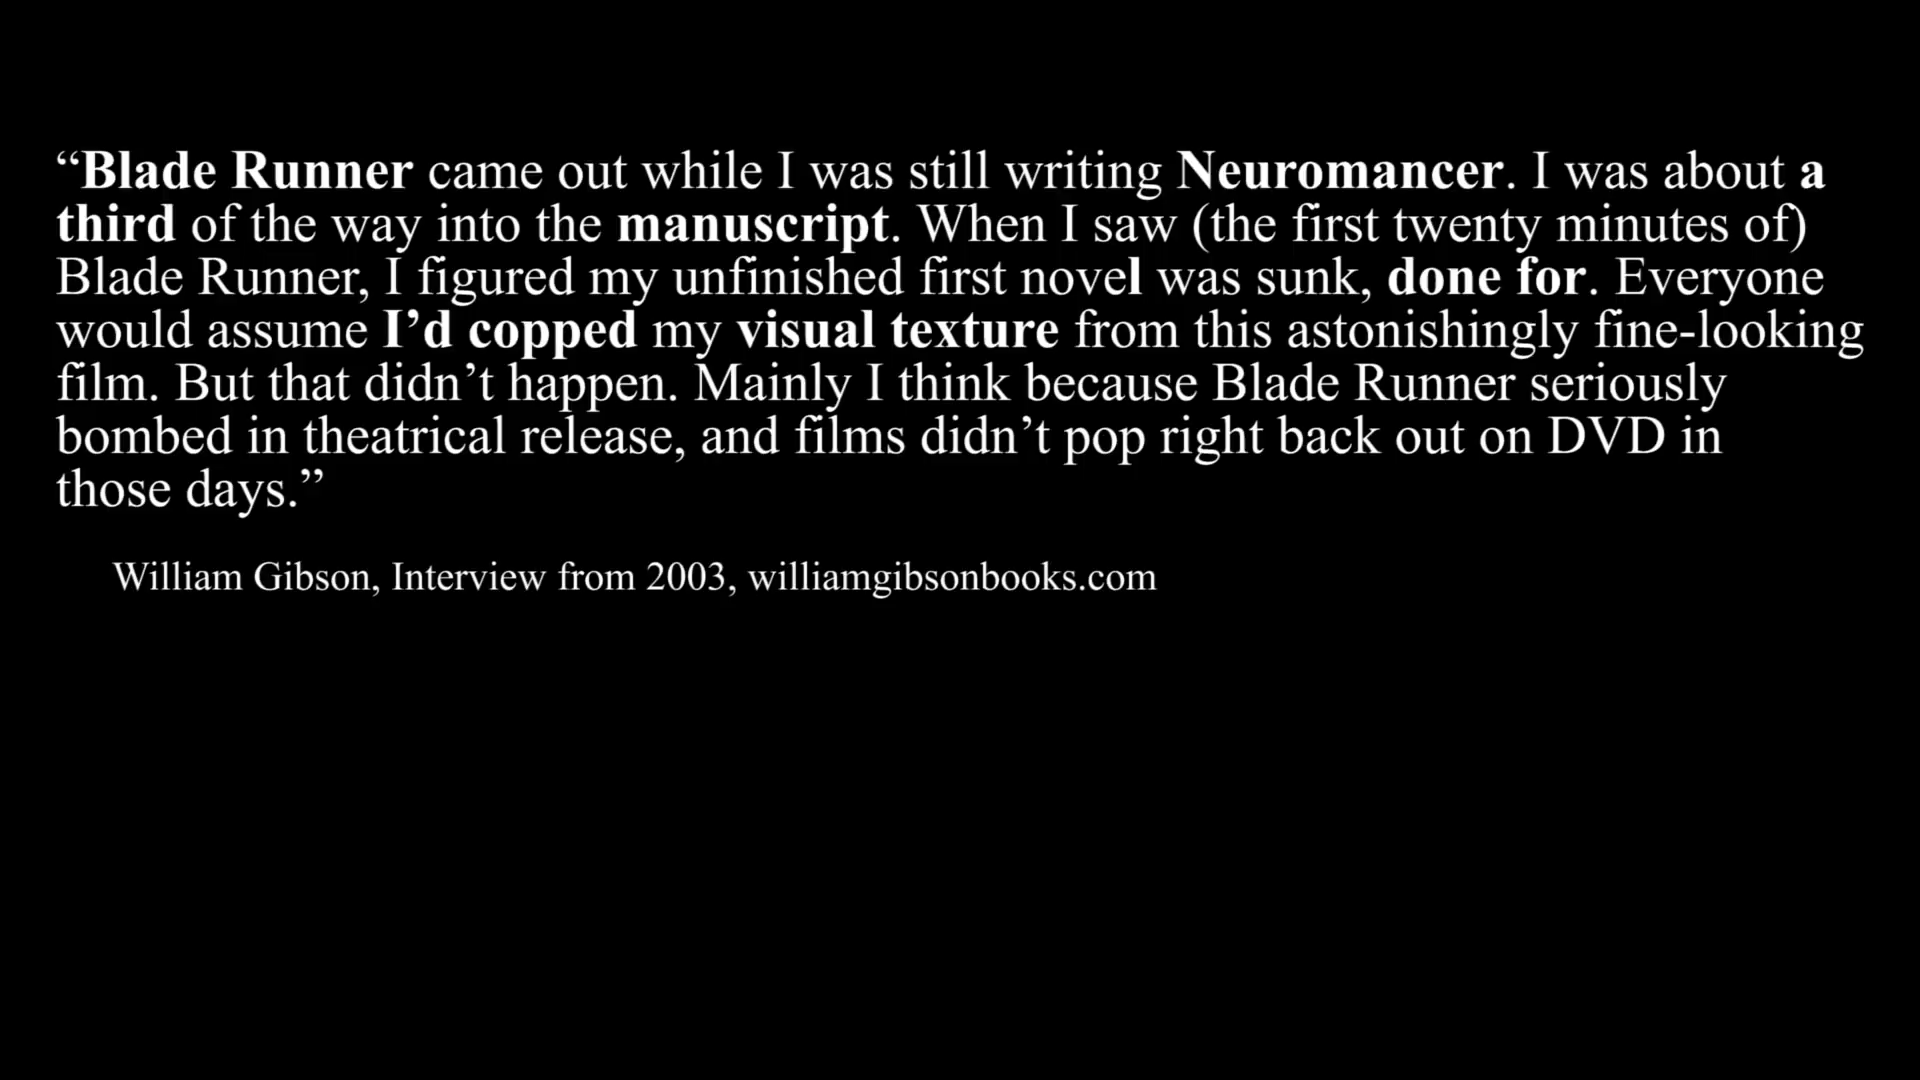 “Blade Runner came out while I was still writing Neuromancer. I was about a
third of the way into the manuscript. When I saw (the first twenty minutes of)
Blade Runner, I figured my unfinished first novel was sunk, done for. Everyone
would assume I’d copped my visual texture from this astonishingly fine-looking
film. But that didn’t happen. Mainly I think because Blade Runner seriously
bombed in theatrical release, and films didn’t pop right back out on DVD in
those days.”
William Gibson, Interview from 2003, williamgibsonbooks.com